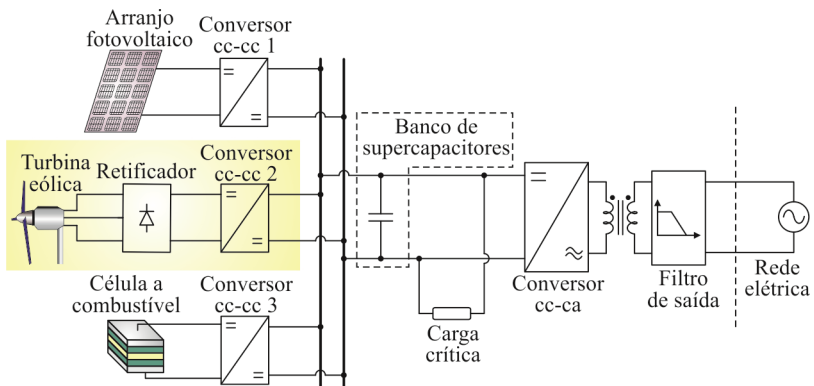 Arranjo
fotovoltaico
Conversor
cc-cc 1
Turbina
eólica
Retificador
Conversor
cc-cc 2
Célula a
combustível
Conversor
cc-cc 3
Banco de
supercapacitores
Carga
crítica
Conversor
cc-ca
Filtro
de saída
Rede
elétrica